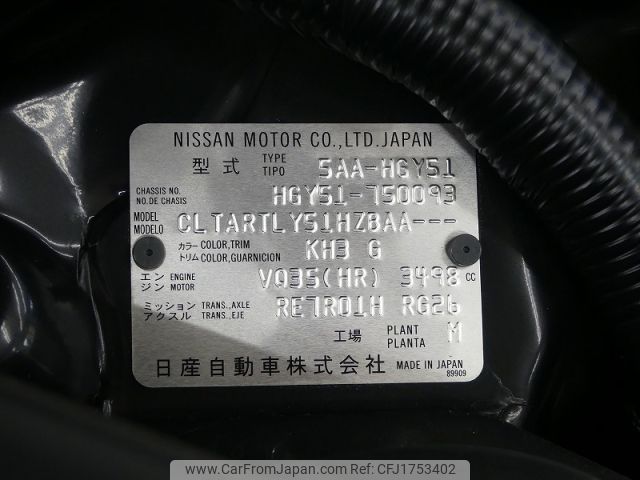 NISSAN MOTOR CO., LTD. JAPAN
型式 TYPE TIPO 5AA-HGY51
CHASSIS NO. NO. DE CHASIS HGY51-750093
MODEL MODELO CLTARTLY51HZBAA---
カラー COLOR, TRIM トリム COLOR, GUARNICION KH3 G
エンジン ENGINE MOTOR VQ35(HR) 3498 cc
ミッション TRANS., AXLE アクスル TRANS., EJE RE7R01H RG26
工場 PLANT PLANTA M
日産自動車株式会社 MADE IN JAPAN
89909
www.CarFromJapan.com - Stock ID: CFJ1753402